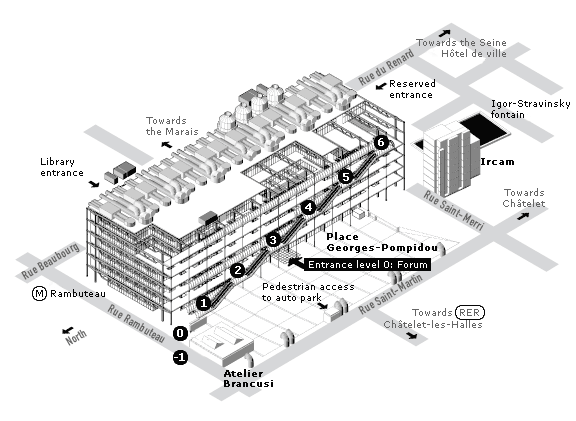 Towards the Seine
Hôtel de ville
Rue du Renard
Reserved
entrance
Igor-Stravinsky
fontain
Towards
the Marais
Ircam
Library
entrance
6
5
4
3
2
1
0
-1
Towards
Châtelet
Rue Saint-Merri
Place
Georges-Pompidou
Entrance level 0: Forum
Rue Beaubourg
Pedestrian access
to auto park
Rue Saint-Martin
M Rambuteau
Rue Rambuteau
Towards RER
Châtelet-les-Halles
North
Atelier
Brancusi